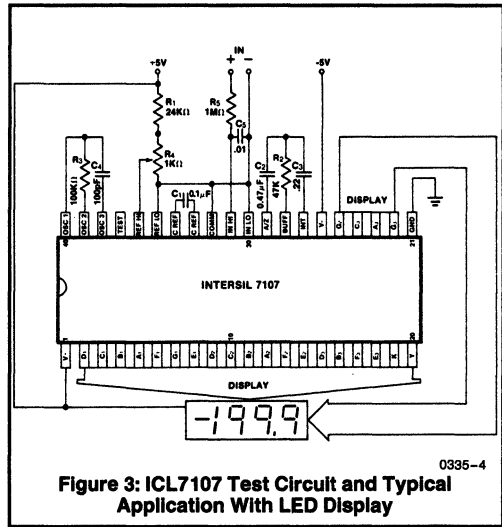 +5V
IN
+ −
-5V
R₁
24KΩ
R₅
1MΩ
C₅
.01
R₄
1KΩ
R₃
100KΩ
C₄
100pF
C₁ 0.1µF
C₂
0.47µF
R₂
47K
C₃
.22
DISPLAY
OSC 1
OSC 2
OSC 3
TEST
REF HI
REF LO
C REF
C REF
COMM
IN HI
IN LO
A/Z
BUFF
INT
V-
G₂
C₃
A₃
G₃
GND
40
30
21
INTERSIL 7107
1
10
20
V+
D₁
C₁
B₁
A₁
F₁
G₁
E₁
D₂
C₂
B₂
A₂
F₂
E₂
D₃
B₃
F₃
E₃
DISPLAY
-199.9
0335-4
Figure 3: ICL7107 Test Circuit and Typical
Application With LED Display